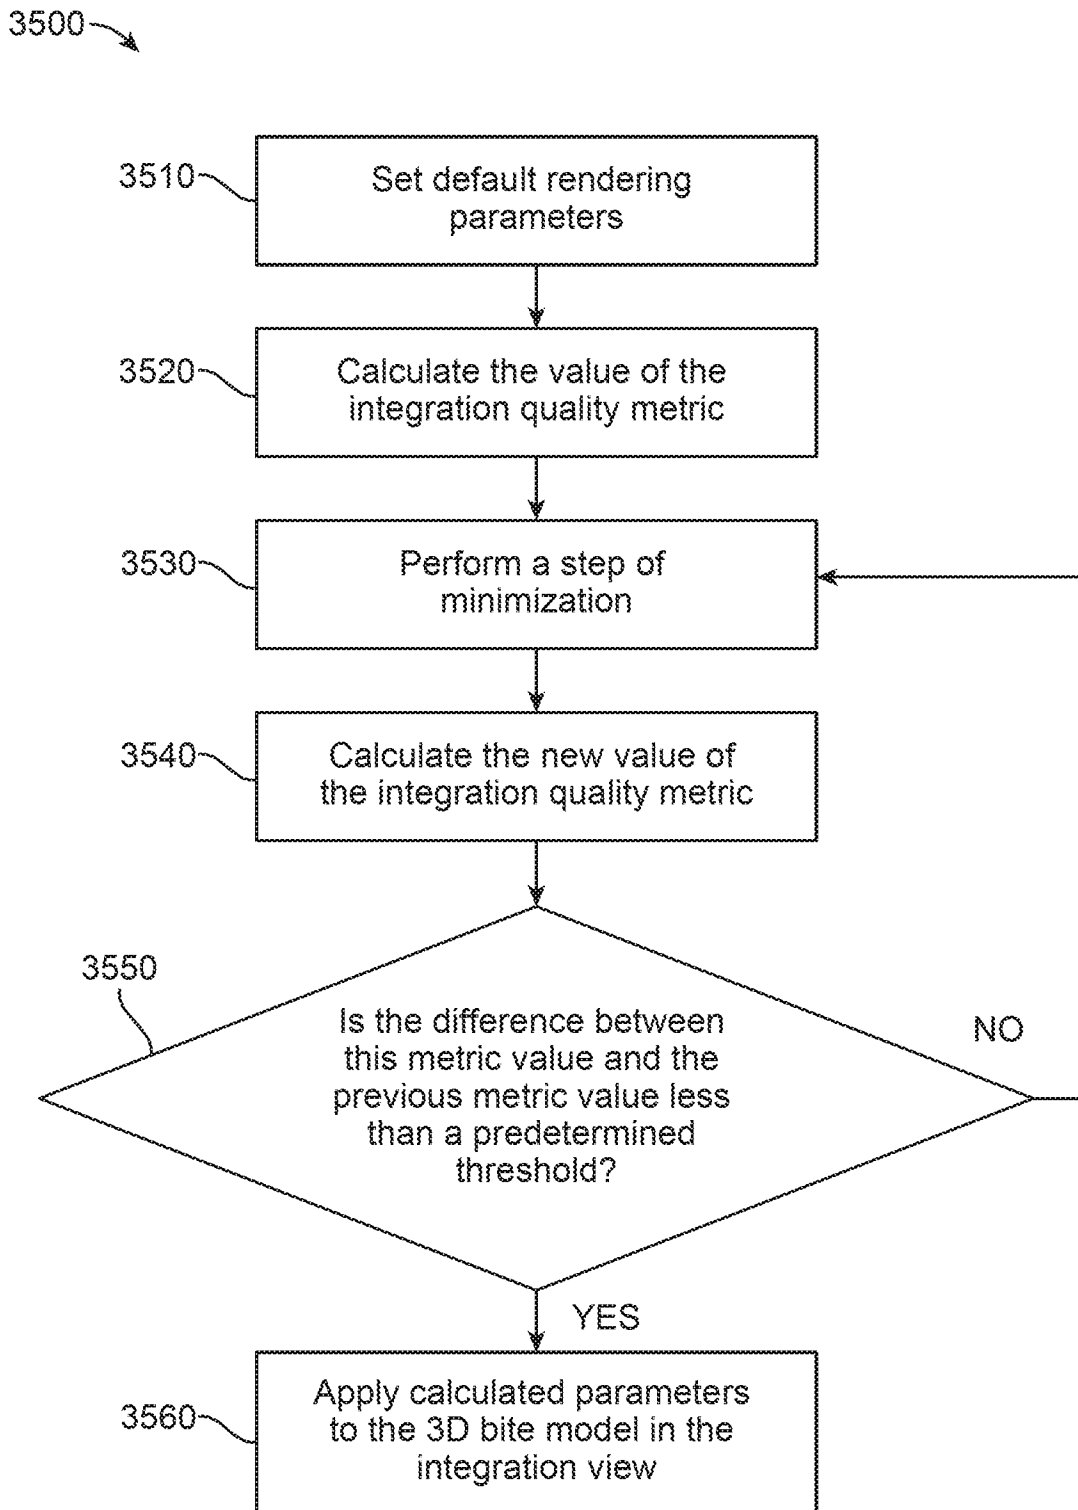 3500
3510
Set default rendering
parameters
3520
Calculate the value of the
integration quality metric
3530
Perform a step of
minimization
3540
Calculate the new value of
the integration quality metric
3550
Is the difference between
this metric value and the
previous metric value less
than a predetermined
threshold?
NO
YES
3560
Apply calculated parameters
to the 3D bite model in the
integration view